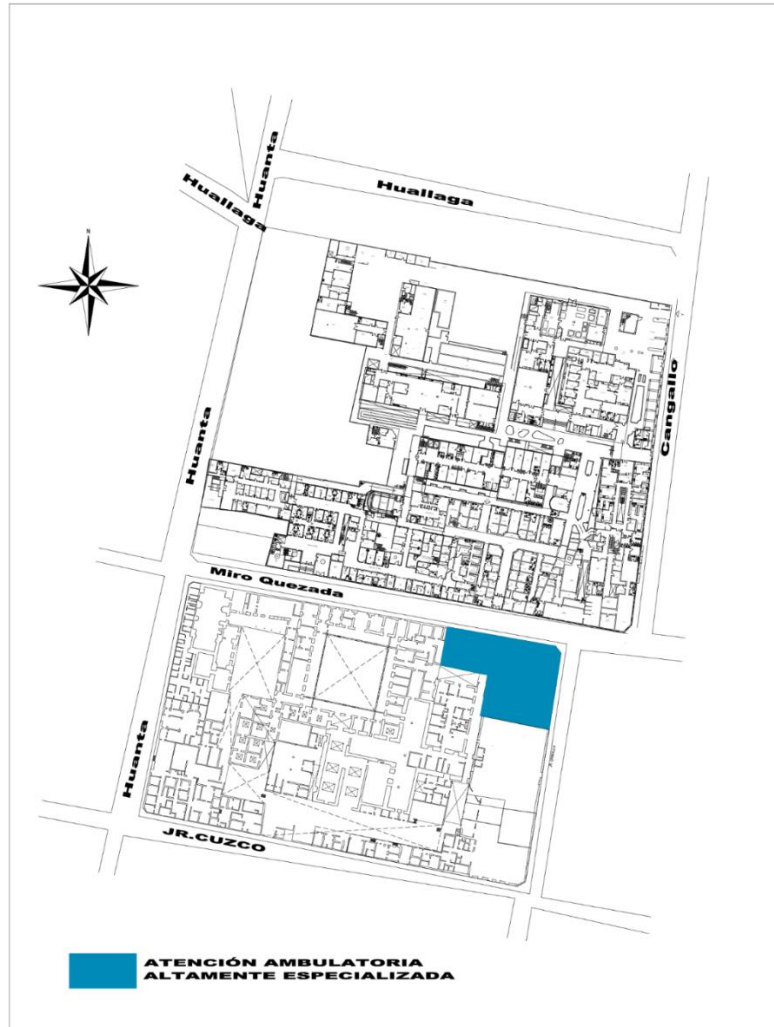 Huanta
Huallaga
Huallaga
N
Huanta
Cangallo
Miro Quezada
Huanta
JR.CUZCO
ATENCIÓN AMBULATORIA
ALTAMENTE ESPECIALIZADA